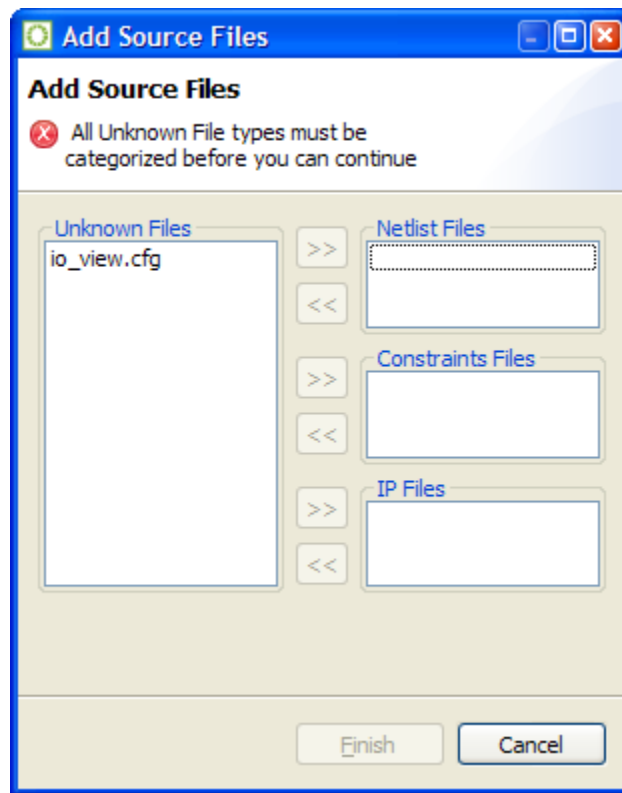 Add Source Files
Add Source Files
All Unknown File types must be
categorized before you can continue
Unknown Files
io_view.cfg
>>
<<
Netlist Files
>>
<<
Constraints Files
>>
<<
IP Files
Finish
Cancel